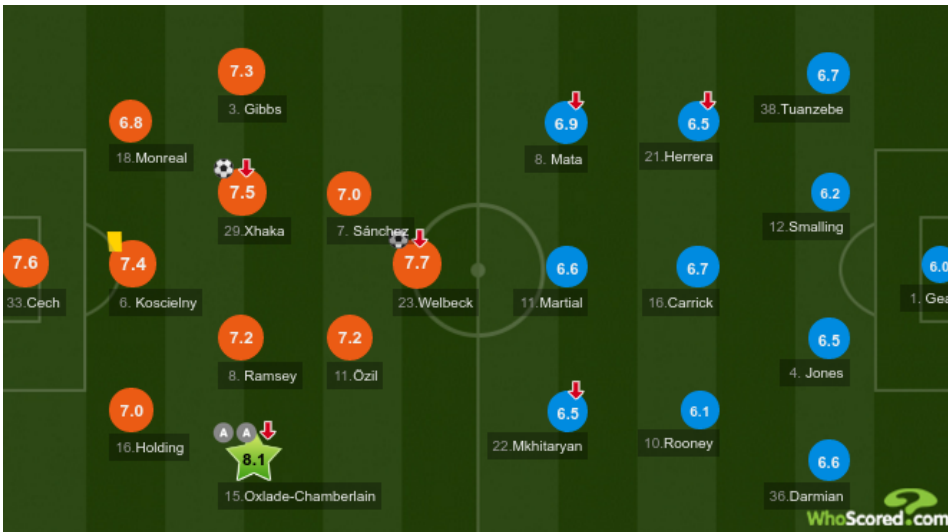 7.3
3. Gibbs
6.8
18.Monreal
7.5
29.Xhaka
7.0
7. Sánchez
7.6
33.Cech
7.4
6. Koscielny
7.7
23.Welbeck
7.2
8. Ramsey
7.2
11.Özil
7.0
16.Holding
A A
8.1
15.Oxlade-Chamberlain
6.9
8. Mata
6.5
21.Herrera
6.7
38.Tuanzebe
6.2
12.Smalling
6.6
11.Martial
6.7
16.Carrick
6.0
1. Gea
6.5
4. Jones
6.5
22.Mkhitaryan
6.1
10.Rooney
6.6
36.Darmian
WhoScored.com